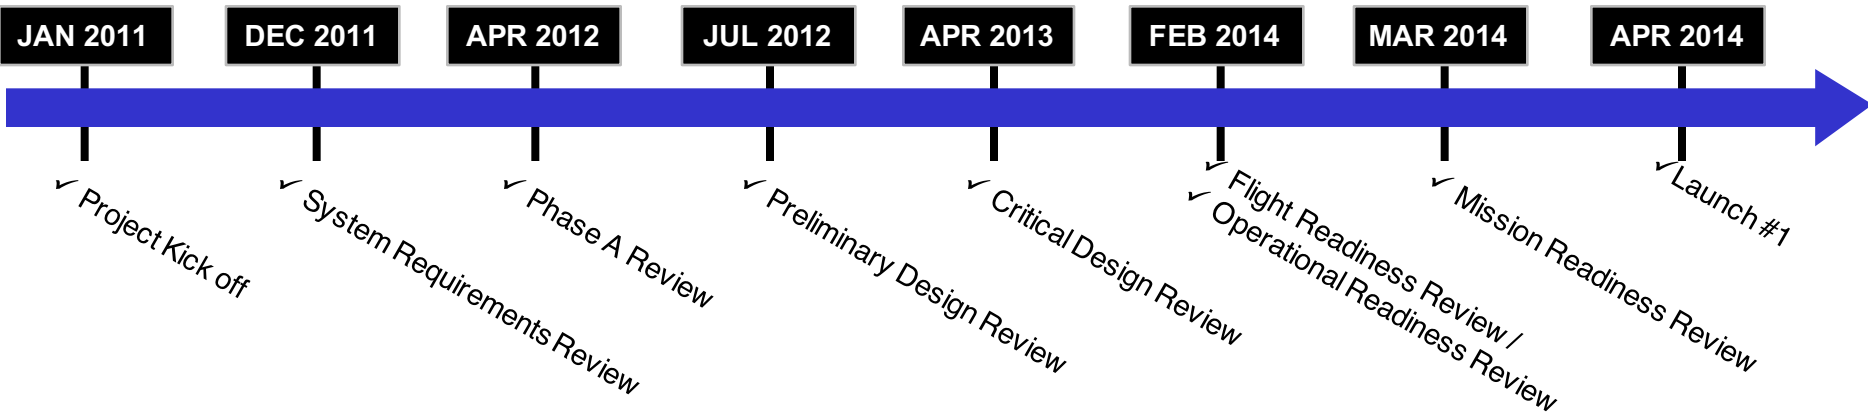 JAN 2011
DEC 2011
APR 2012
JUL 2012
APR 2013
FEB 2014
MAR 2014
APR 2014
✓ Project Kick off
✓ System Requirements Review
✓ Phase A Review
✓ Preliminary Design Review
✓ Critical Design Review
✓ Flight Readiness Review /
✓ Operational Readiness Review
✓ Mission Readiness Review
✓ Launch #1